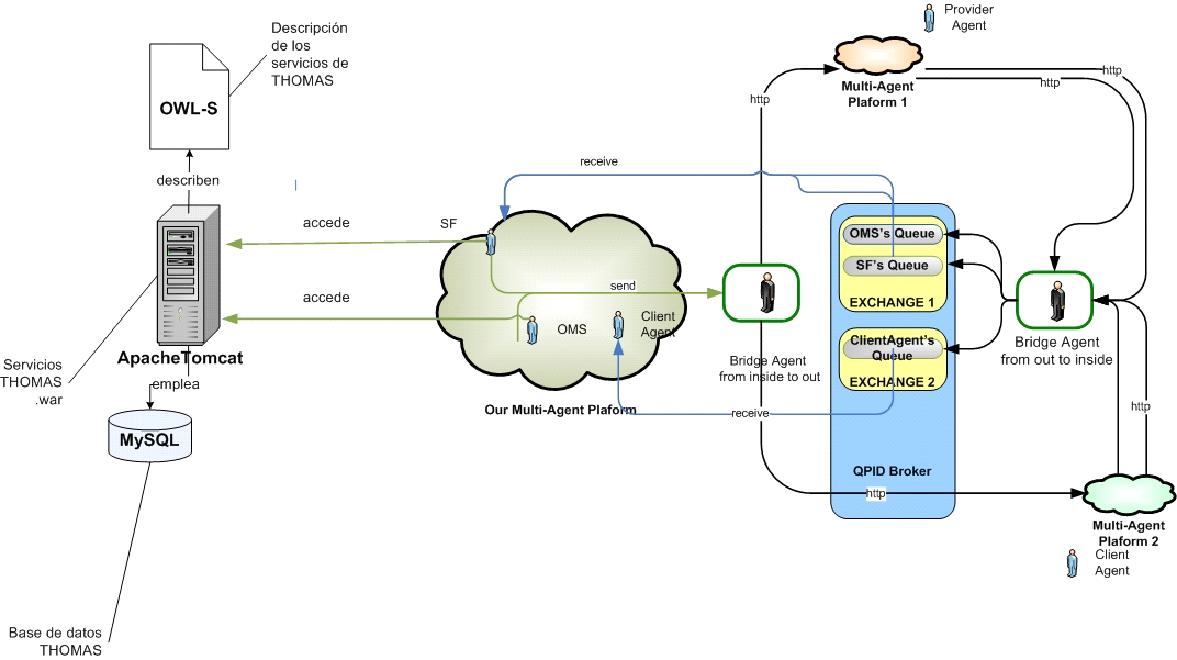 Provider
Agent
Descripción
de los
servicios de
THOMAS
OWL-S
describen
Multi-Agent
Plaform 1
http
http
http
receive
accede
SF
accede
send
OMS
Client
Agent
Our Multi-Agent Plaform
ApacheTomcat
Servicios
THOMAS
.war
emplea
MySQL
Base de datos
THOMAS
Bridge Agent
from inside to out
receive
OMS's Queue
SF's Queue
EXCHANGE 1
ClientAgent's
Queue
EXCHANGE 2
QPID Broker
http
Bridge Agent
from out to inside
http
Multi-Agent
Plaform 2
Client
Agent